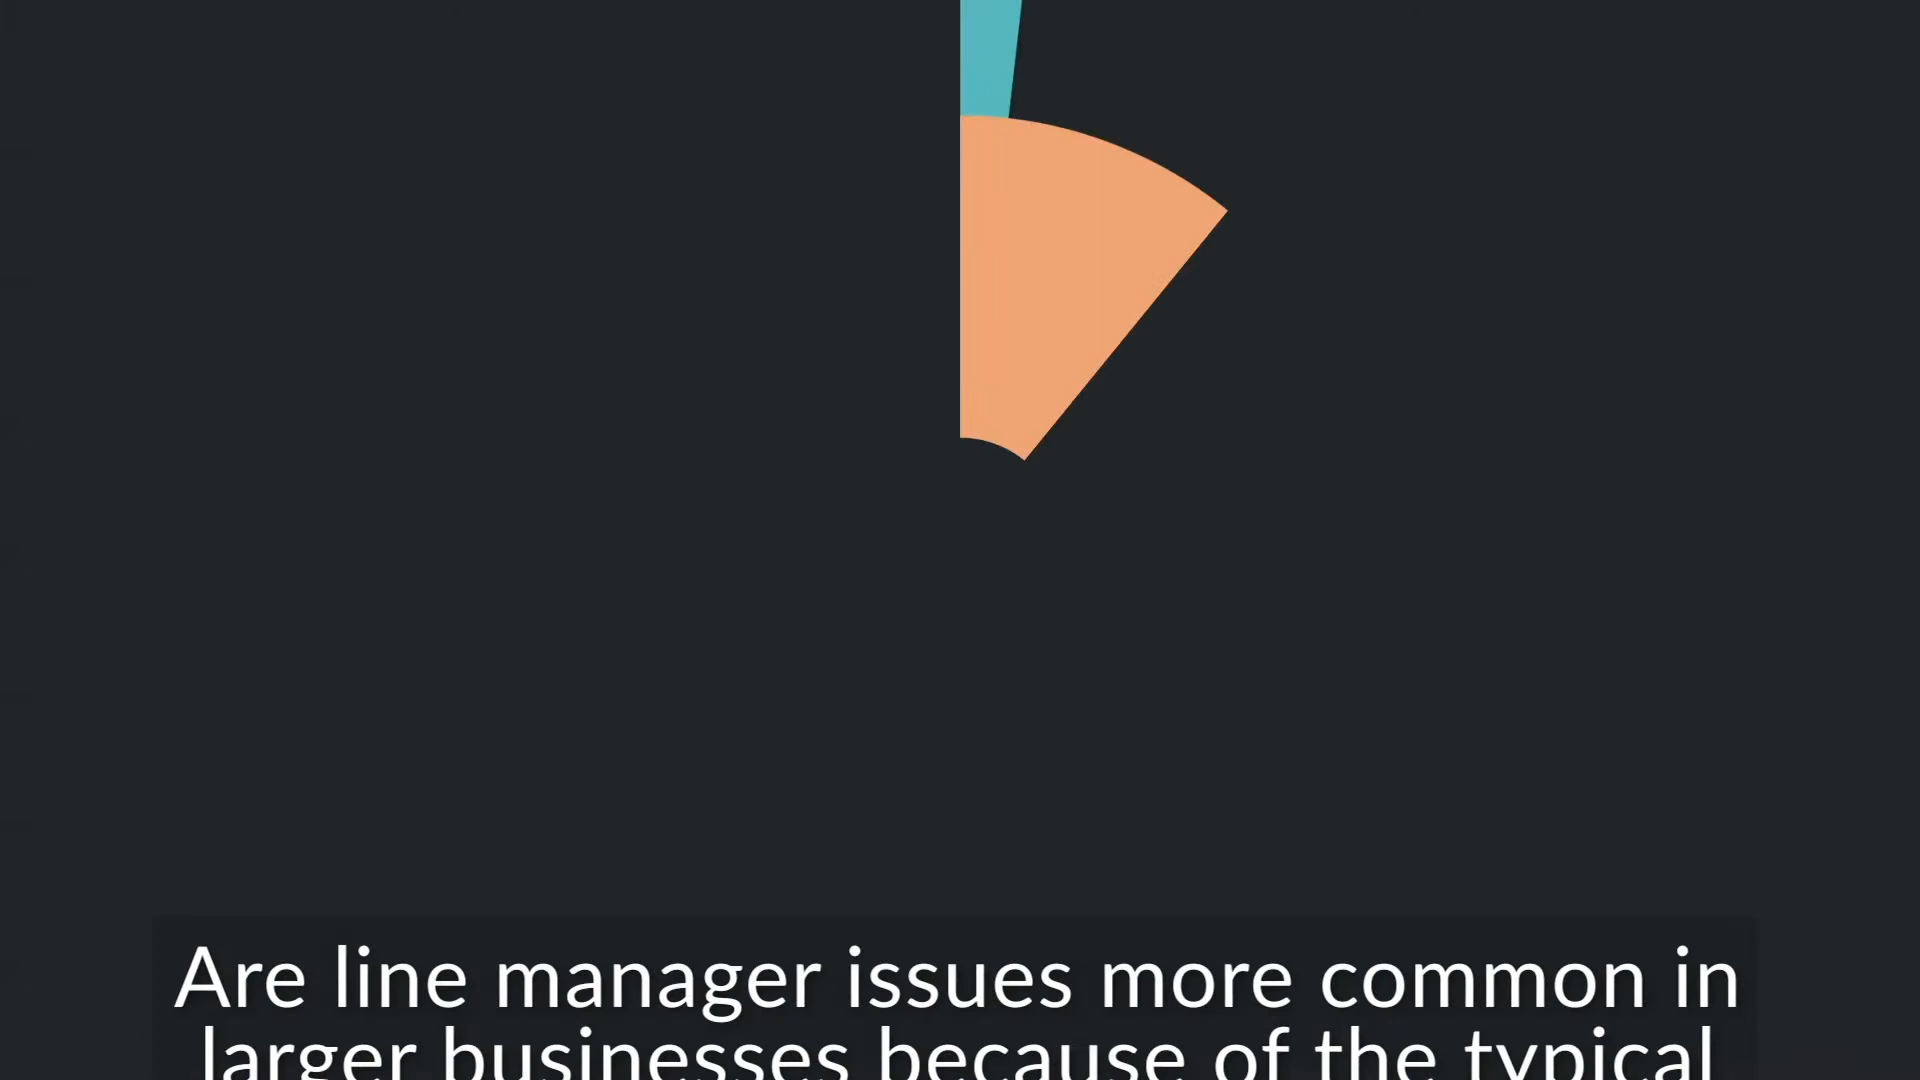 Are line manager issues more common in
larger businesses because of the typical